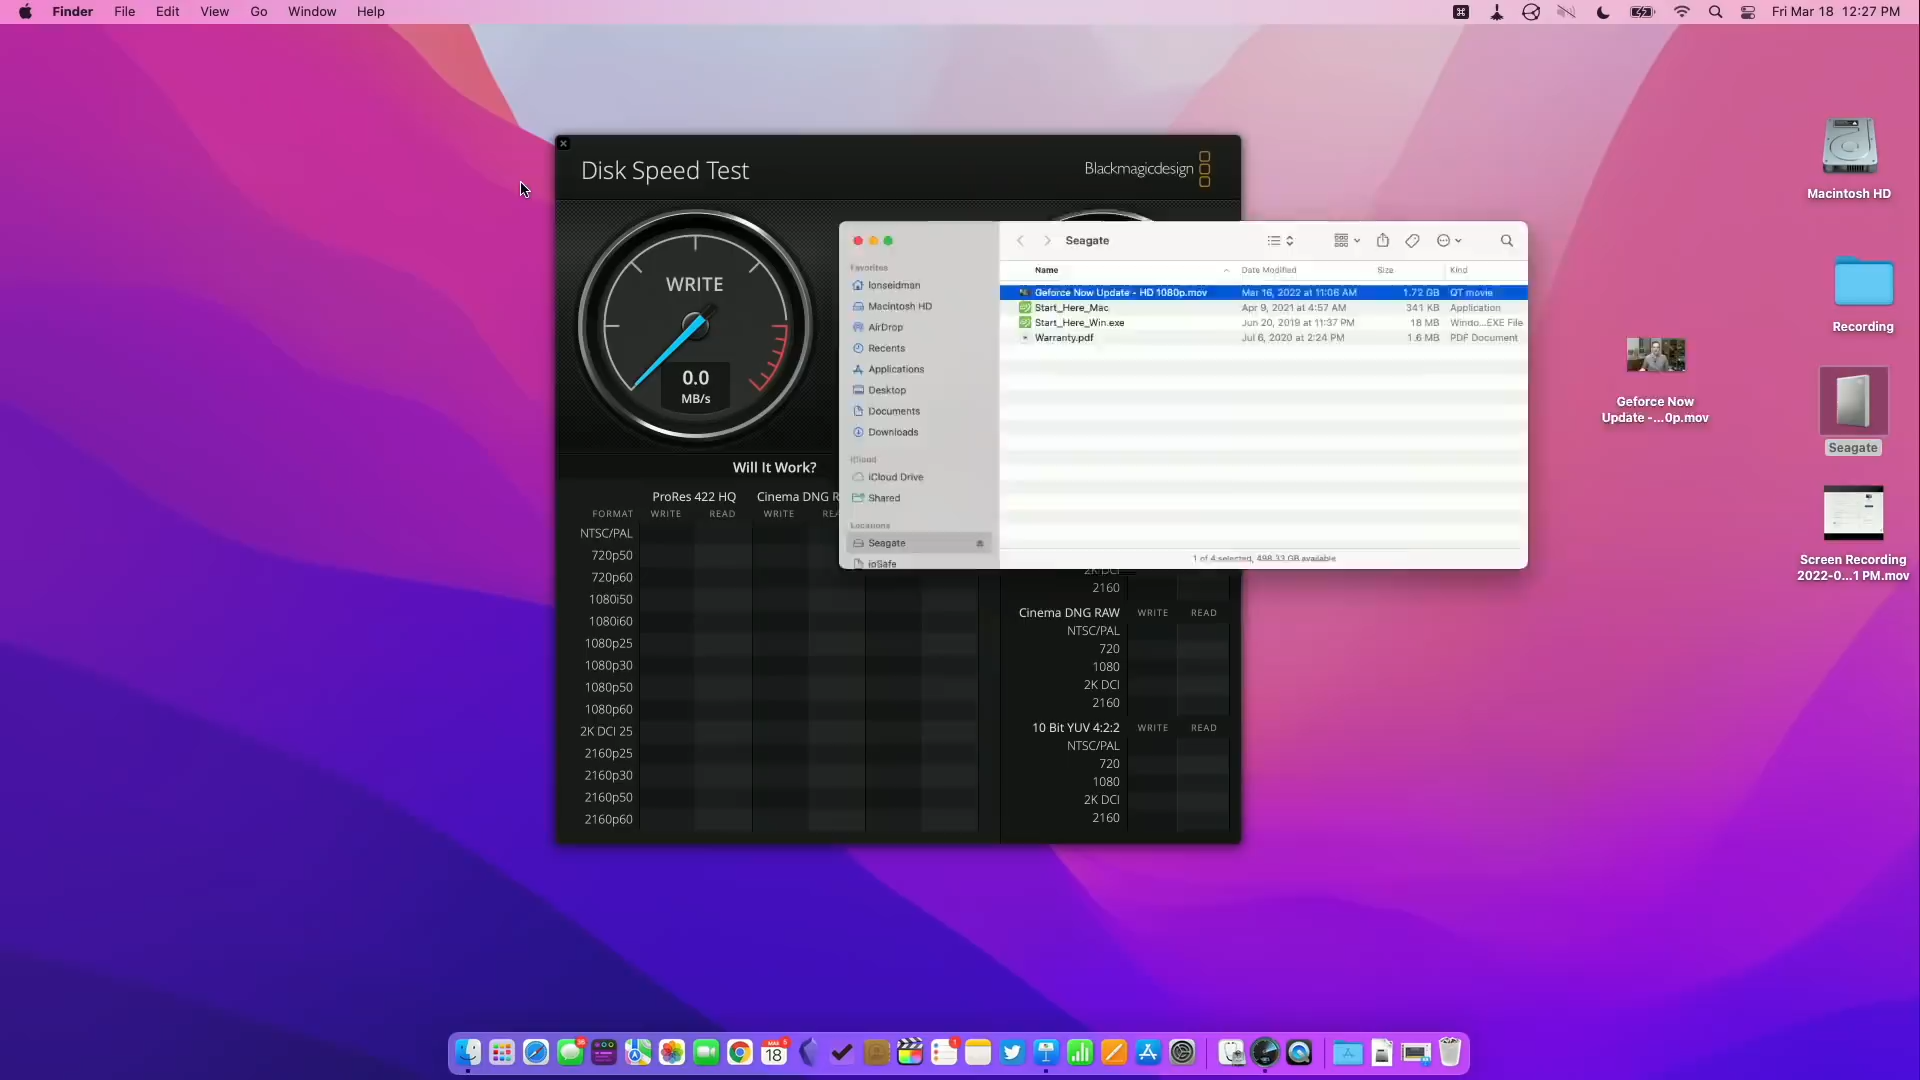 Finder File Edit View Go Window Help
Fri Mar 18 12:27 PM
Disk Speed Test
Blackmagicdesign
WRITE
0.0
MB/s
Will It Work?
ProRes 422 HQ Cinema DNG R
FORMAT WRITE READ WRITE REA
NTSC/PAL
720p50
720p60
1080i50
1080i60
1080p25
1080p30
1080p50
1080p60
2K DCI 25
2160p25
2160p30
2160p50
2160p60
2K DCI
2160
Cinema DNG RAW WRITE READ
NTSC/PAL
720
1080
2K DCI
2160
10 Bit YUV 4:2:2 WRITE READ
NTSC/PAL
720
1080
2K DCI
2160
Seagate
Favorites
lonseidman
Macintosh HD
AirDrop
Recents
Applications
Desktop
Documents
Downloads
iCloud
iCloud Drive
Shared
Locations
Seagate
ioSafe
Name Date Modified Size Kind
Geforce Now Update - HD 1080p.mov Mar 16, 2022 at 11:06 AM 1.72 GB QT movie
Start_Here_Mac Apr 9, 2021 at 4:57 AM 341 KB Application
Start_Here_Win.exe Jun 20, 2019 at 11:37 PM 18 MB Windo...EXE File
Warranty.pdf Jul 6, 2020 at 2:24 PM 1.6 MB PDF Document
1 of 4 selected, 498.33 GB available
Macintosh HD
Recording
Geforce Now
Update -...0p.mov
Seagate
Screen Recording
2022-0...1 PM.mov
18